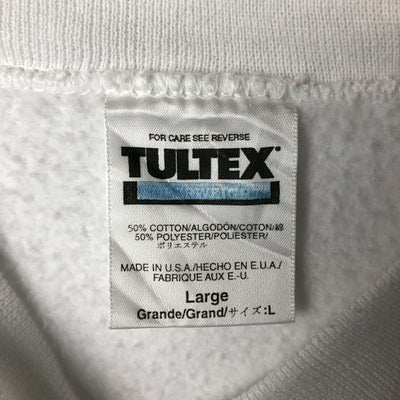 FOR CARE SEE REVERSE
TULTEX®
50% COTTON/ALGODÓN/COTON/綿
50% POLYESTER/POLIÉSTER/
ポリエステル
MADE IN U.S.A./HECHO EN E.U.A./
FABRIQUE AUX E.-U.
Large
Grande/Grand/サイズ:L